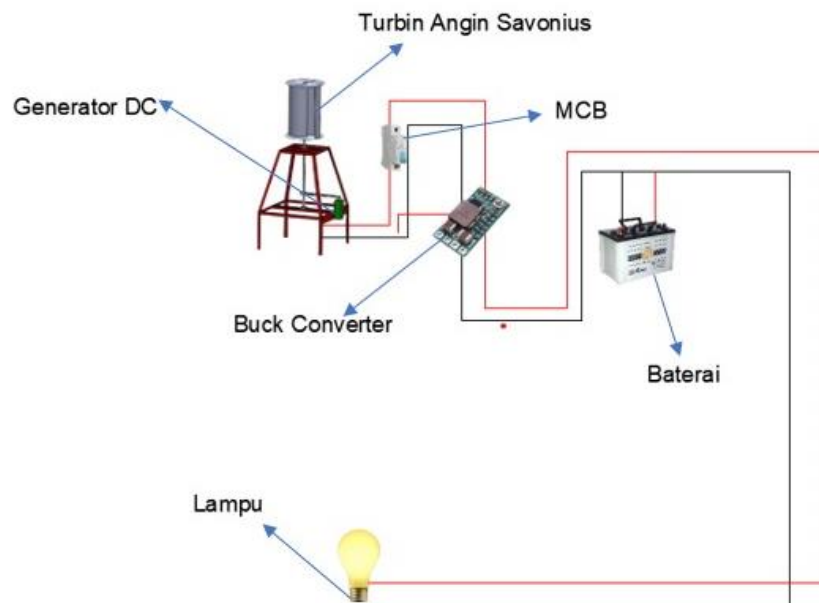 Turbin Angin Savonius
Generator DC
MCB
Buck Converter
Baterai
Lampu